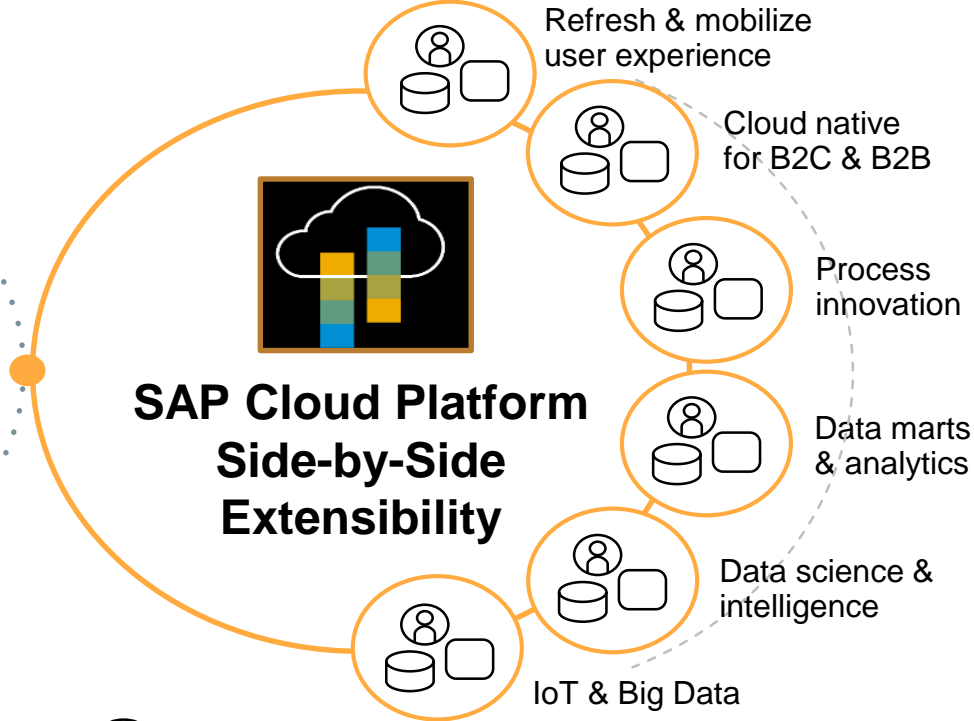 Refresh & mobilize
user experience
Cloud native
for B2C & B2B
Process
innovation
SAP Cloud Platform
Side-by-Side
Extensibility
Data marts
& analytics
Data science &
intelligence
IoT & Big Data